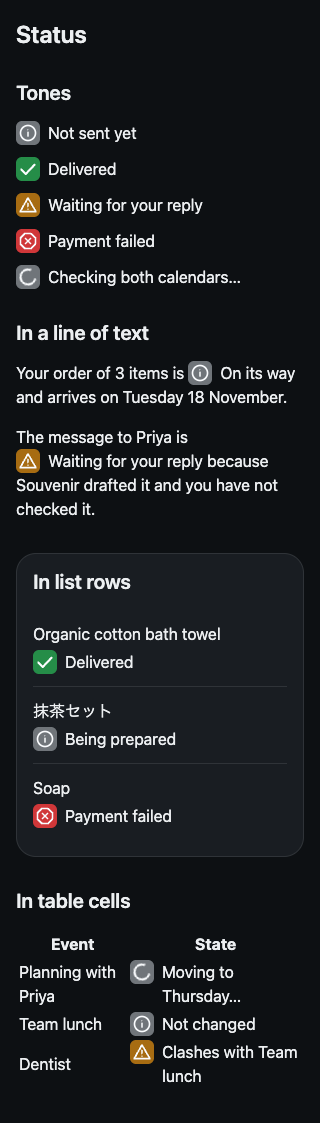 Status
Tones
Not sent yet
Delivered
Waiting for your reply
Payment failed
Checking both calendars…
In a line of text
Your order of 3 items is On its way
and arrives on Tuesday 18 November.
The message to Priya is
Waiting for your reply because
Souvenir drafted it and you have not
checked it.
In list rows
Organic cotton bath towel
Delivered
抹茶セット
Being prepared
Soap
Payment failed
In table cells
Event State
Planning with Moving to
Priya Thursday…
Team lunch Not changed
Dentist Clashes with Team
lunch